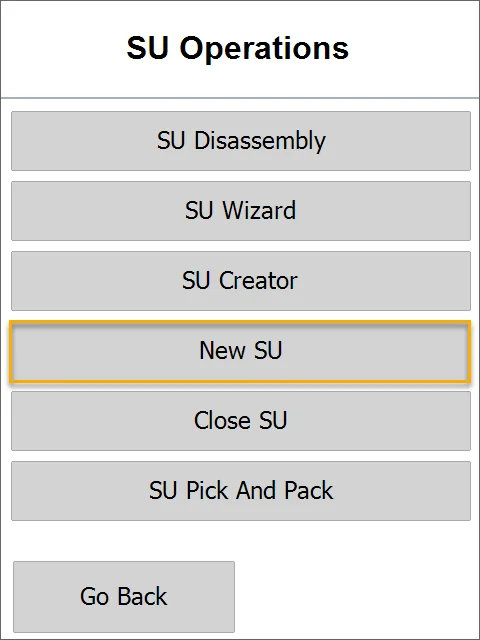 SU Operations
SU Disassembly
SU Wizard
SU Creator
New SU
Close SU
SU Pick And Pack
Go Back